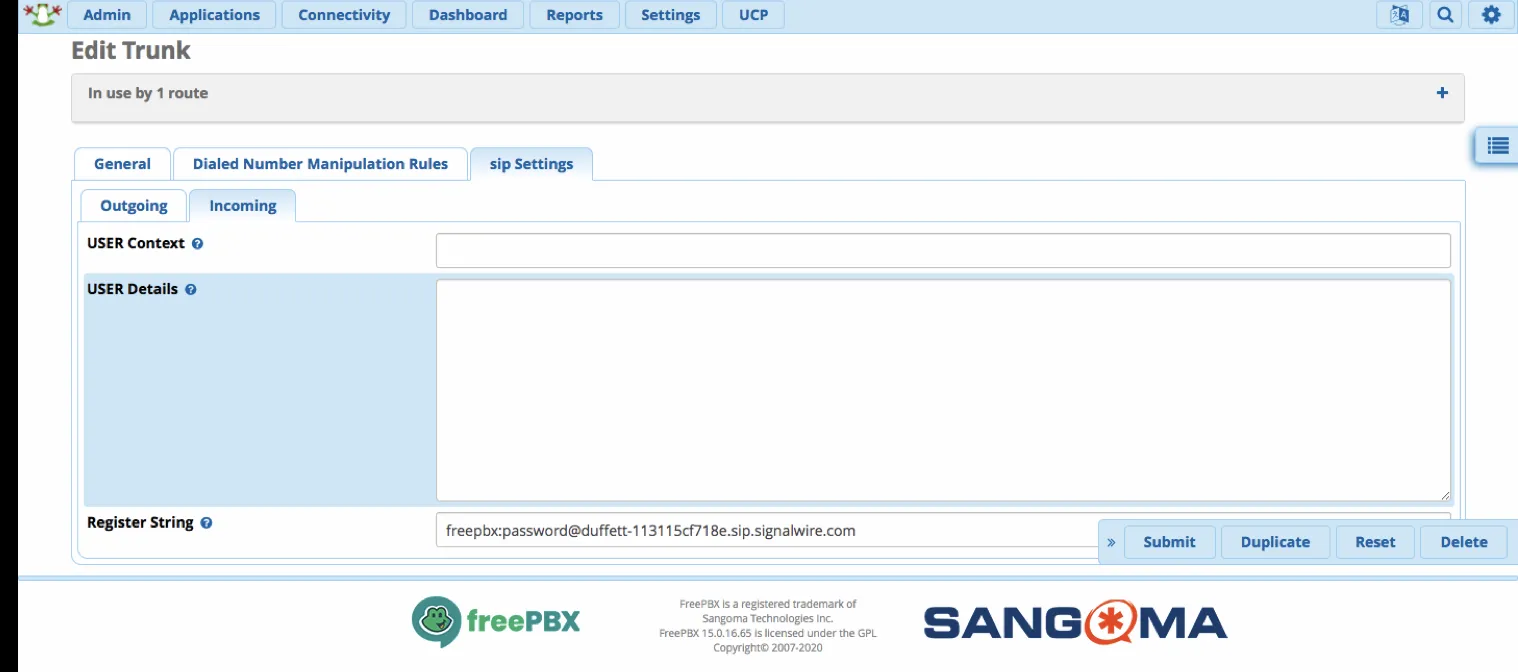 Admin Applications Connectivity Dashboard Reports Settings UCP
Edit Trunk
In use by 1 route
General Dialed Number Manipulation Rules sip Settings
Outgoing Incoming
USER Context
USER Details
Register String freepbx:password@duffett-113115cf718e.sip.signalwire.com
» Submit Duplicate Reset Delete
freePBX
FreePBX is a registered trademark of
Sangoma Technologies Inc.
FreePBX 15.0.16.65 is licensed under the GPL
Copyright© 2007-2020
SANGOMA